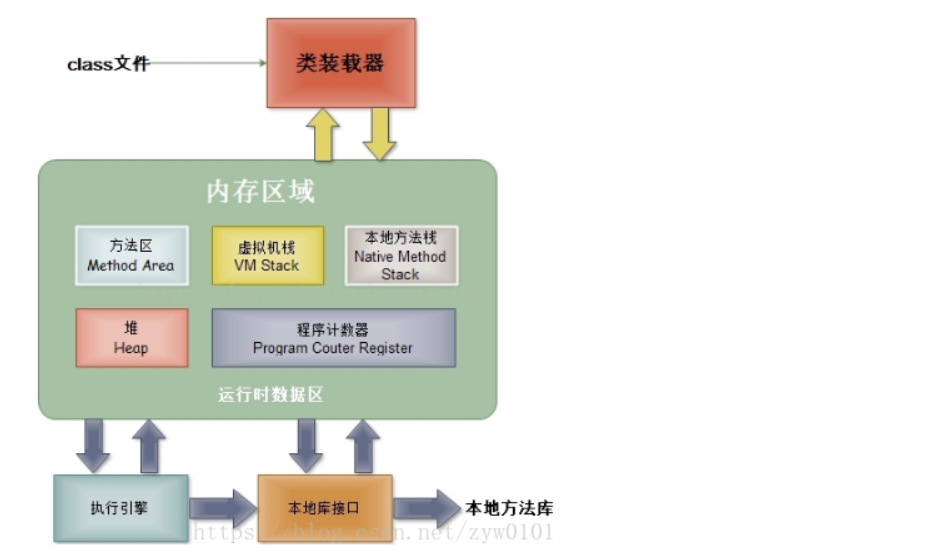 class文件
类装载器
内存区域
方法区
Method Area
虚拟机栈
VM Stack
本地方法栈
Native Method
Stack
堆
Heap
程序计数器
Program Couter Register
运行时数据区
执行引擎
本地库接口
本地方法库
https://blog.csdn.net/zyw0101